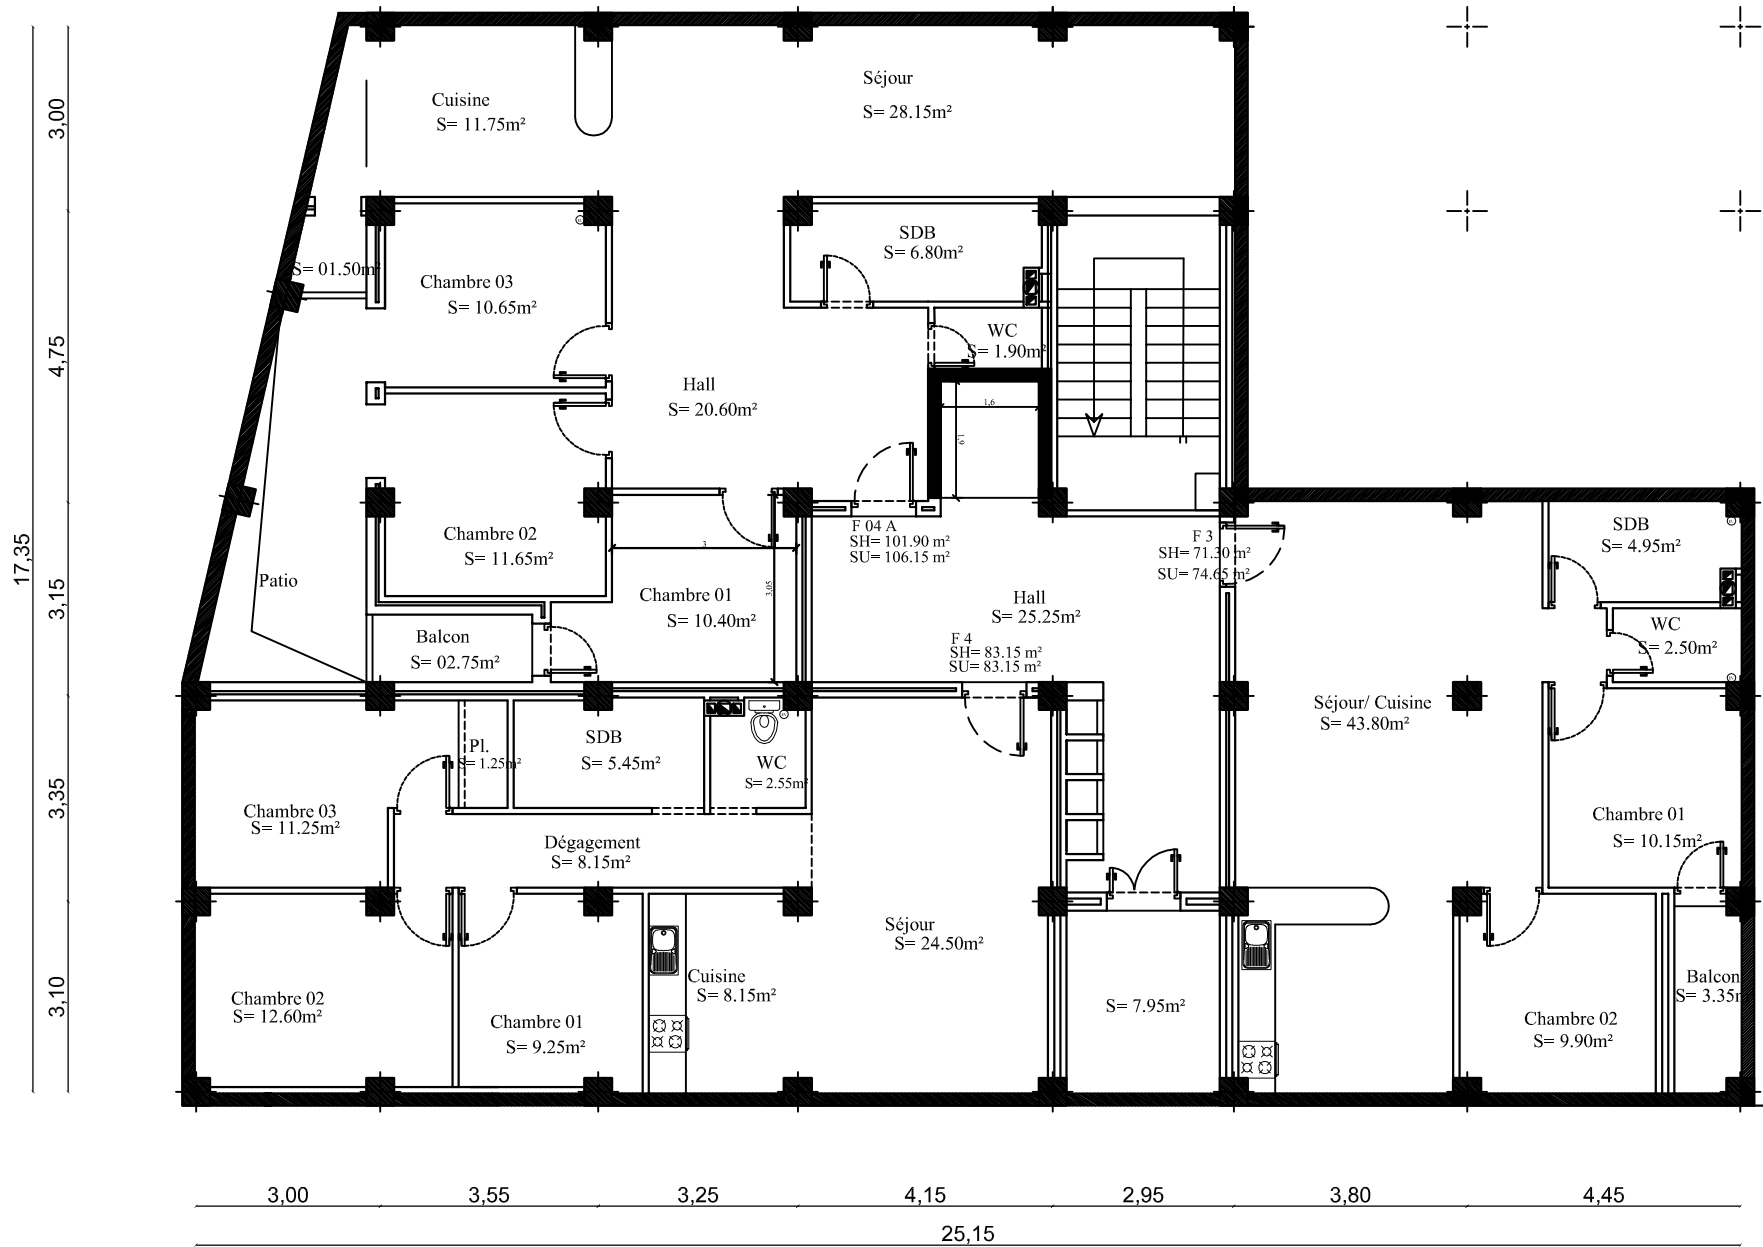 Cuisine
S= 11.75m²
Séjour
S= 28.15m²
3,00
SDB
S= 6.80m²
S= 01.50m²
Chambre 03
S= 10.65m²
WC
S= 1.90m²
4,75
Hall
S= 20.60m²
1,6
1,9
17,35
Chambre 02
S= 11.65m²
3
3,05
F 04 A
SH= 101.90 m²
SU= 106.15 m²
F 3
SH= 71.30 m²
SU= 74.65 m²
SDB
S= 4.95m²
Patio
3,15
Chambre 01
S= 10.40m²
Hall
S= 25.25m²
Balcon
S= 02.75m²
F 4
SH= 83.15 m²
SU= 83.15 m²
WC
S= 2.50m²
Séjour/ Cuisine
S= 43.80m²
Pl.
S= 1.25m²
SDB
S= 5.45m²
WC
S= 2.55m²
3,35
Chambre 03
S= 11.25m²
Dégagement
S= 8.15m²
Chambre 01
S= 10.15m²
Séjour
S= 24.50m²
3,10
Chambre 02
S= 12.60m²
Chambre 01
S= 9.25m²
Cuisine
S= 8.15m²
S= 7.95m²
Chambre 02
S= 9.90m²
Balcon
S= 3.35m
3,00 3,55 3,25 4,15 2,95 3,80 4,45
25,15